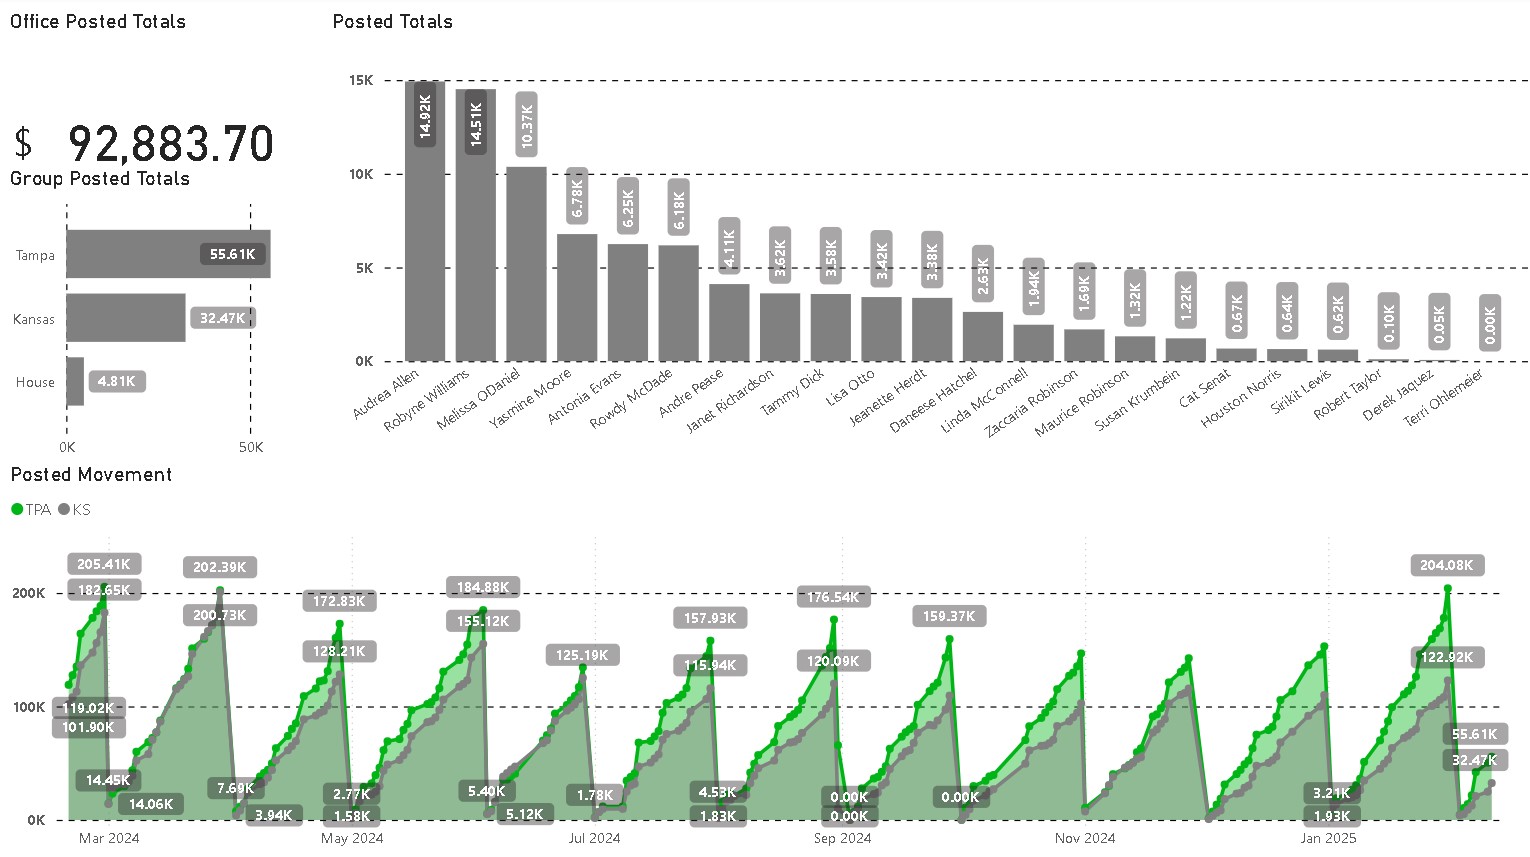 Office Posted Totals
$ 92,883.70
Group Posted Totals
Tampa 55.61K
Kansas 32.47K
House 4.81K
0K 50K
Posted Totals
15K
10K
5K
0K
14.92K 14.51K 10.37K 6.78K 6.25K 6.18K 4.11K 3.62K 3.58K 3.42K 3.38K 2.63K 1.94K 1.69K 1.32K 1.22K 0.67K 0.64K 0.62K 0.10K 0.05K 0.00K
Audrea Allen
Robyne Williams
Melissa ODaniel
Yasmine Moore
Antonia Evans
Rowdy McDade
Andre Pease
Janet Richardson
Tammy Dick
Lisa Otto
Jeanette Herdt
Daneese Hatchel
Linda McConnell
Zaccaria Robinson
Maurice Robinson
Susan Krumbein
Cat Senat
Houston Norris
Sirikit Lewis
Robert Taylor
Derek Jaquez
Terri Ohlemeier
Posted Movement
TPA KS
200K
100K
0K
205.41K
182.65K
119.02K
101.90K
14.45K
14.06K
202.39K
200.73K
7.69K
3.94K
172.83K
128.21K
2.77K
1.58K
184.88K
155.12K
5.40K
5.12K
125.19K
1.78K
157.93K
115.94K
4.53K
1.83K
176.54K
120.09K
0.00K
0.00K
159.37K
0.00K
3.21K
1.93K
204.08K
122.92K
55.61K
32.47K
Mar 2024 May 2024 Jul 2024 Sep 2024 Nov 2024 Jan 2025